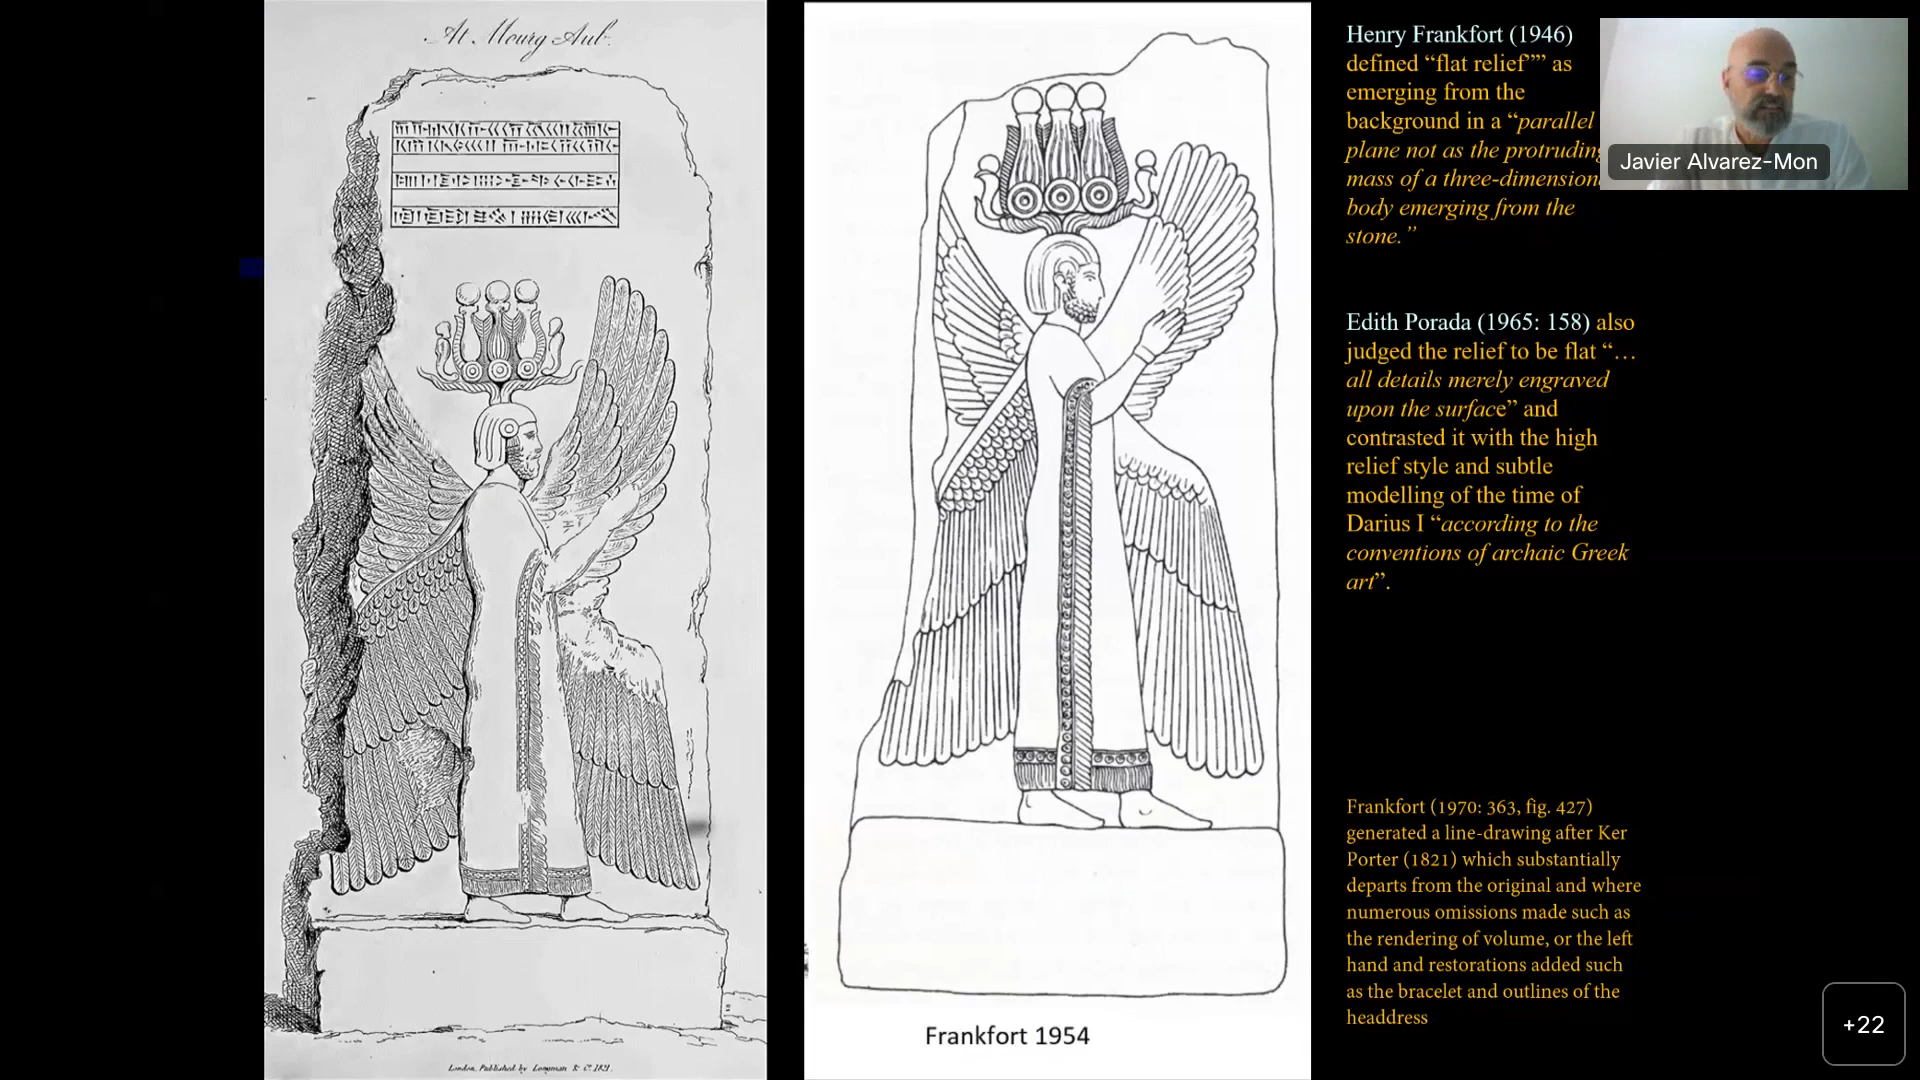 At Mourg-Aub.
London, Published by Longman & Co. 1821.
Frankfort 1954
Henry Frankfort (1946)
defined “flat relief”” as
emerging from the
background in a “parallel
plane not as the protruding
mass of a three-dimension
body emerging from the
stone.”
Edith Porada (1965: 158) also
judged the relief to be flat “…
all details merely engraved
upon the surface” and
contrasted it with the high
relief style and subtle
modelling of the time of
Darius I “according to the
conventions of archaic Greek
art”.
Frankfort (1970: 363, fig. 427)
generated a line-drawing after Ker
Porter (1821) which substantially
departs from the original and where
numerous omissions made such as
the rendering of volume, or the left
hand and restorations added such
as the bracelet and outlines of the
headdress
Javier Alvarez-Mon
+22